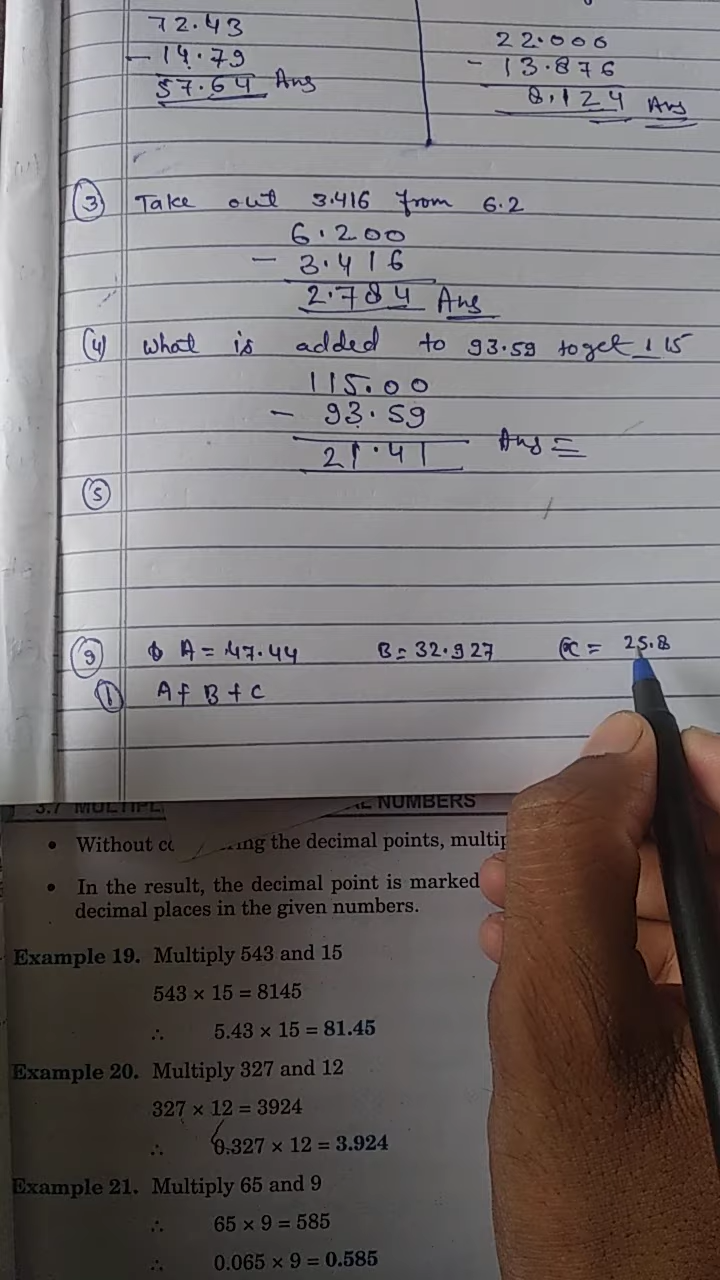 72.43
- 14.79
57.64 Ans
22.000
- 13.876
8.124 Ans
(3) Take out 3.416 from 6.2
6.200
- 3.416
2.784 Ans
(4) What is added to 93.59 to get 115
115.00
- 93.59
21.41 Ans =
(5)
(9) A = 47.44 B = 32.927 C = 25.8
(1) A + B + C
3.7 MULTIPL NUMBERS
• Without co ing the decimal points, multip
• In the result, the decimal point is marked
decimal places in the given numbers.
Example 19. Multiply 543 and 15
543 × 15 = 8145
∴ 5.43 × 15 = 81.45
Example 20. Multiply 327 and 12
327 × 12 = 3924
∴ 0.327 × 12 = 3.924
Example 21. Multiply 65 and 9
∴ 65 × 9 = 585
∴ 0.065 × 9 = 0.585